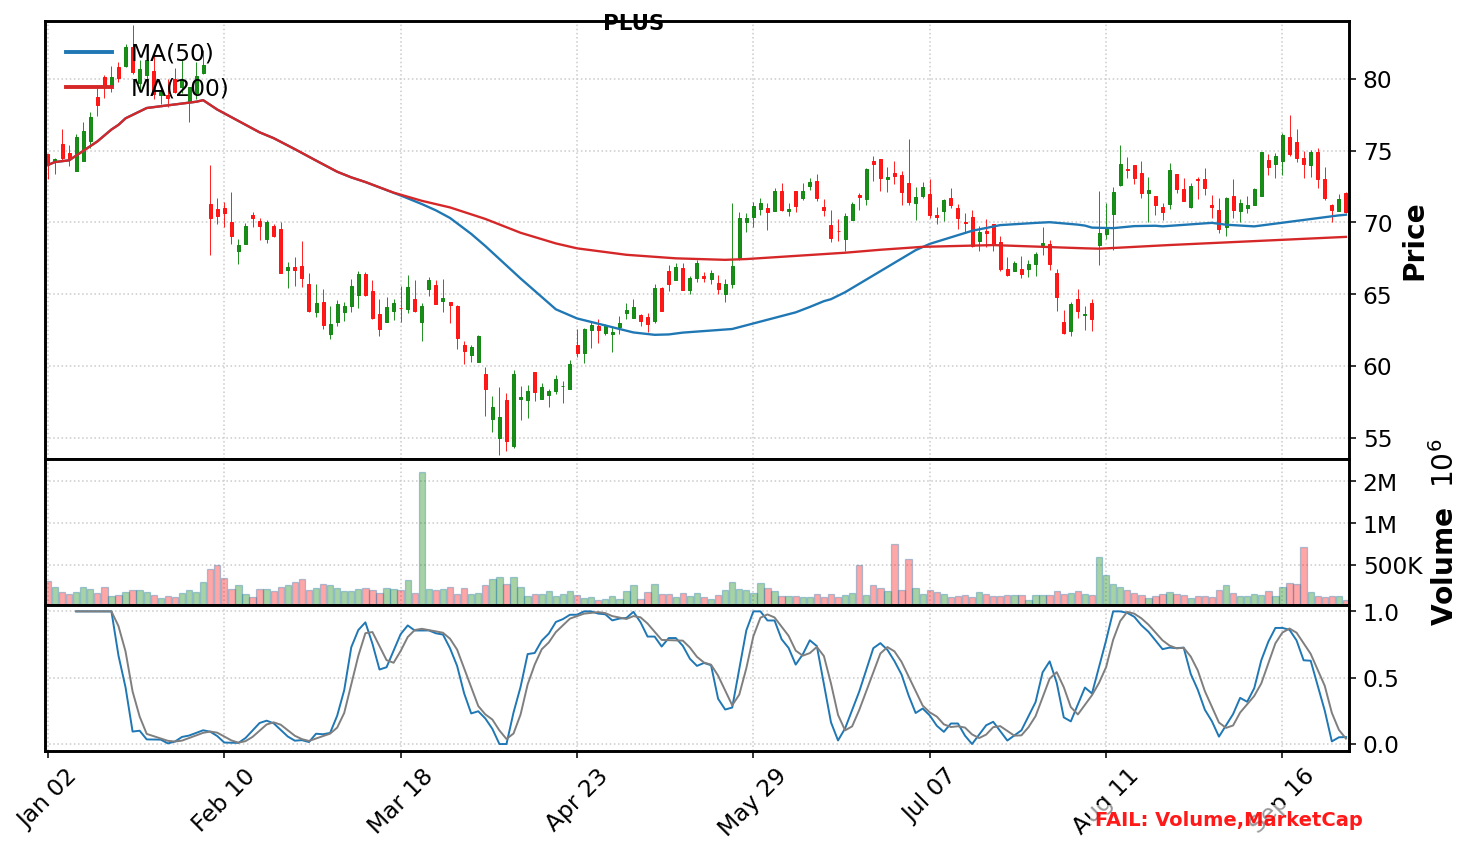 PLUS
MA(50)
MA(200)
80
75
70
65
60
55
Price
2M
1M
500K
Volume 10^6
1.0
0.5
0.0
Jan 02
Feb 10
Mar 18
Apr 23
May 29
Jul 07
Aug 11
Sep 16
FAIL: Volume,MarketCap